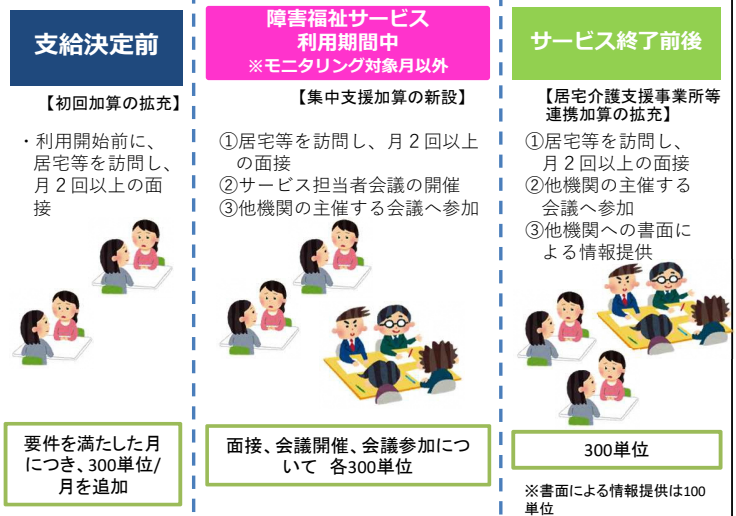 支給決定前
【初回加算の拡充】
・利用開始前に、
居宅等を訪問し、
月２回以上の面
接
要件を満たした月
につき、300単位/
月を追加
障害福祉サービス
利用期間中
※モニタリング対象月以外
【集中支援加算の新設】
①居宅等を訪問し、月２回以上
の面接
②サービス担当者会議の開催
③他機関の主催する会議へ参加
面接、会議開催、会議参加につ
いて 各300単位
サービス終了前後
【居宅介護支援事業所等
連携加算の拡充】
①居宅等を訪問し、
月２回以上の面接
②他機関の主催する
会議へ参加
③他機関への書面に
よる情報提供
300単位
※書面による情報提供は100
単位